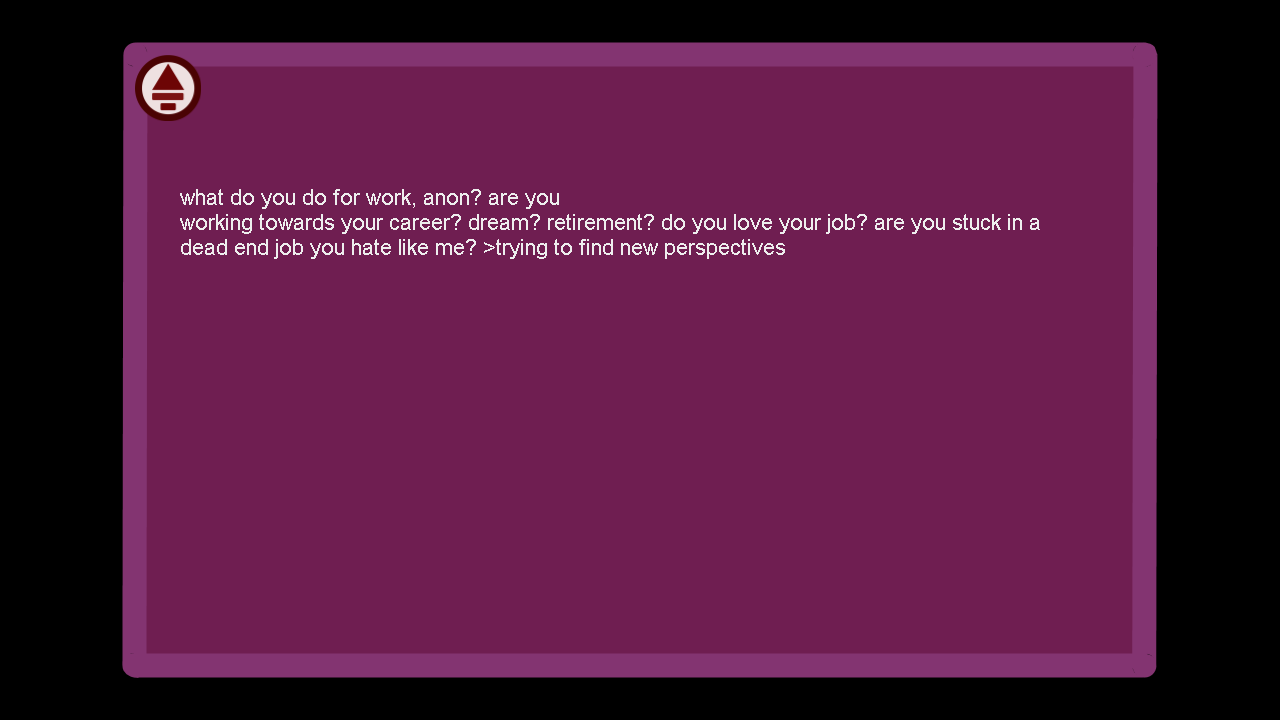 what do you do for work, anon? are you
working towards your career? dream? retirement? do you love your job? are you stuck in a
dead end job you hate like me? >trying to find new perspectives